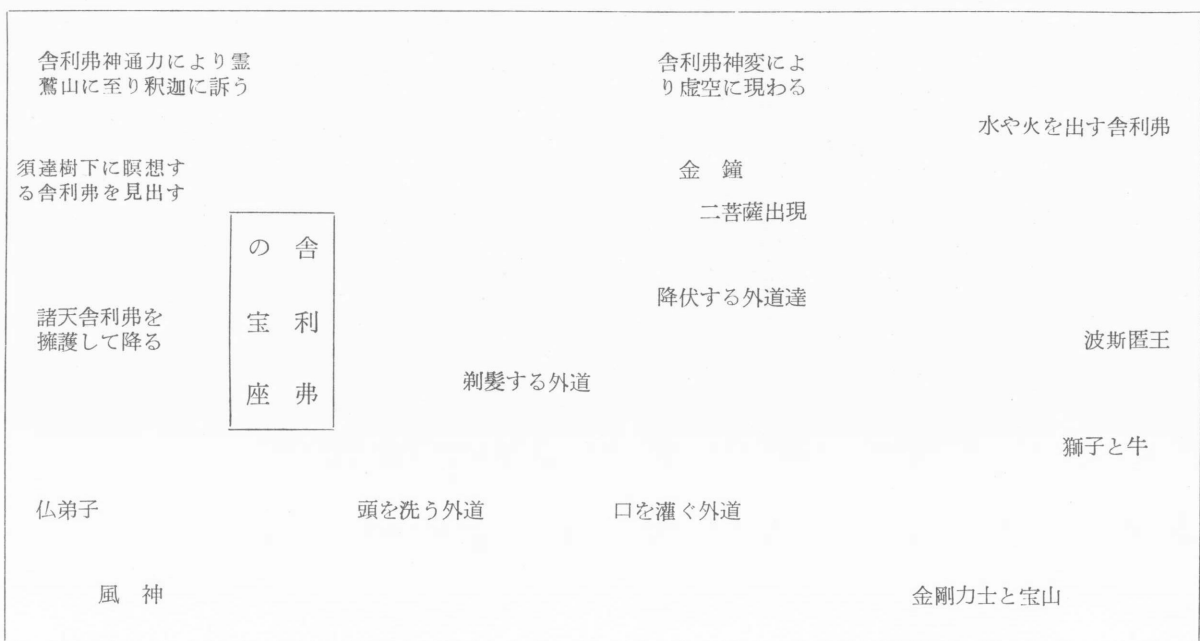 舎利弗神通力により霊
鷲山に至り釈迦に訴う
舎利弗神変によ
り虚空に現わる
水や火を出す舎利弗
須達樹下に瞑想す
る舎利弗を見出す
金鐘
二菩薩出現
舎利弗
の宝座
降伏する外道達
諸天舎利弗を
擁護して降る
波斯匿王
剃髪する外道
獅子と牛
仏弟子
頭を洗う外道
口を灌ぐ外道
風神
金剛力士と宝山